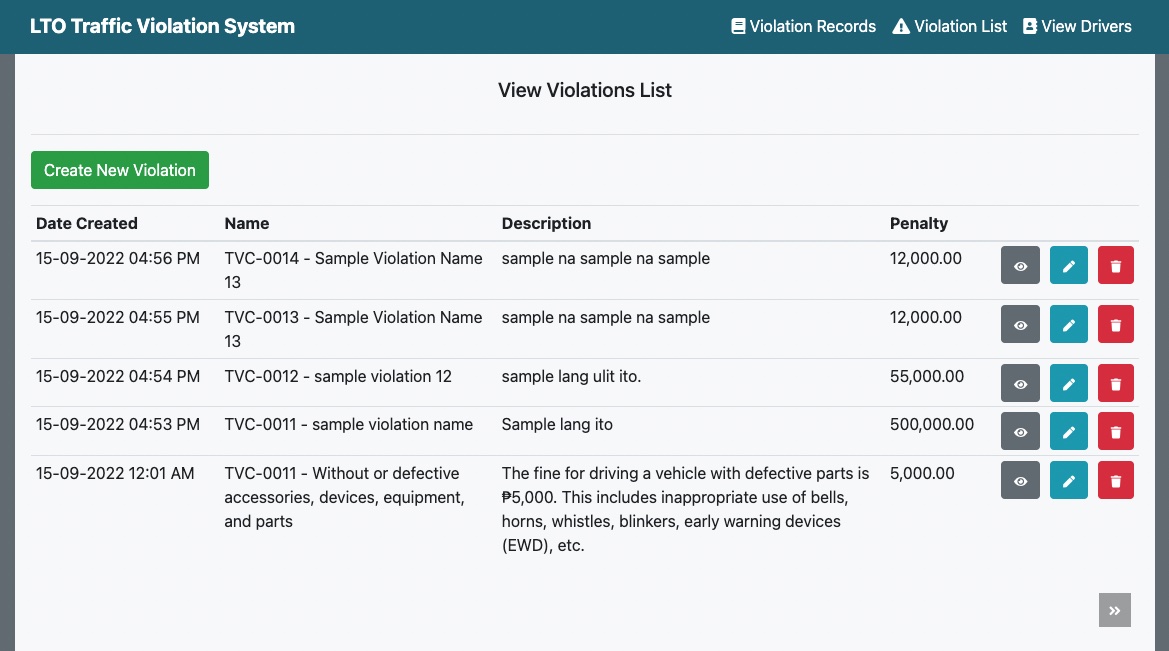 LTO Traffic Violation System
Violation Records
Violation List
View Drivers
View Violations List
Create New Violation
Date Created Name Description Penalty
15-09-2022 04:56 PM TVC-0014 - Sample Violation Name sample na sample na sample 12,000.00
13
15-09-2022 04:55 PM TVC-0013 - Sample Violation Name sample na sample na sample 12,000.00
13
15-09-2022 04:54 PM TVC-0012 - sample violation 12 sample lang ulit ito. 55,000.00
15-09-2022 04:53 PM TVC-0011 - sample violation name Sample lang ito 500,000.00
15-09-2022 12:01 AM TVC-0011 - Without or defective The fine for driving a vehicle with defective parts is 5,000.00
accessories, devices, equipment, ₱5,000. This includes inappropriate use of bells,
and parts horns, whistles, blinkers, early warning devices
(EWD), etc.
»